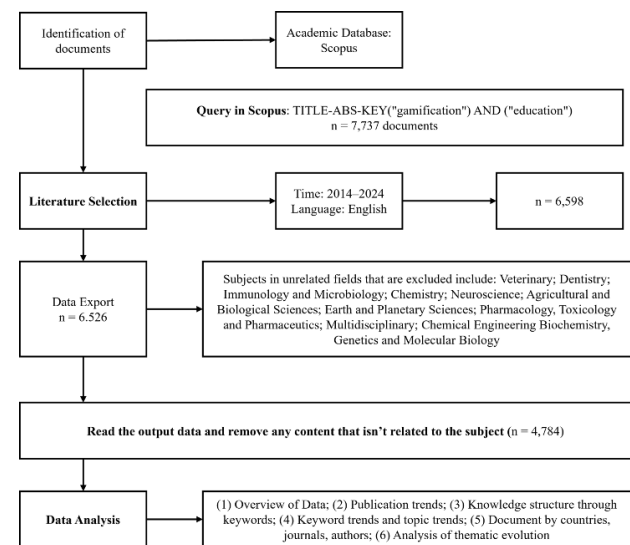 Identification of
documents
Academic Database:
Scopus
Query in Scopus: TITLE-ABS-KEY("gamification") AND ("education")
n = 7,737 documents
Literature Selection
Time: 2014–2024
Language: English
n = 6,598
Data Export
n = 6.526
Subjects in unrelated fields that are excluded include: Veterinary; Dentistry;
Immunology and Microbiology; Chemistry; Neuroscience; Agricultural and
Biological Sciences; Earth and Planetary Sciences; Pharmacology, Toxicology
and Pharmaceutics; Multidisciplinary; Chemical Engineering Biochemistry,
Genetics and Molecular Biology
Read the output data and remove any content that isn't related to the subject (n = 4,784)
Data Analysis
(1) Overview of Data; (2) Publication trends; (3) Knowledge structure through
keywords; (4) Keyword trends and topic trends; (5) Document by countries,
journals, authors; (6) Analysis of thematic evolution